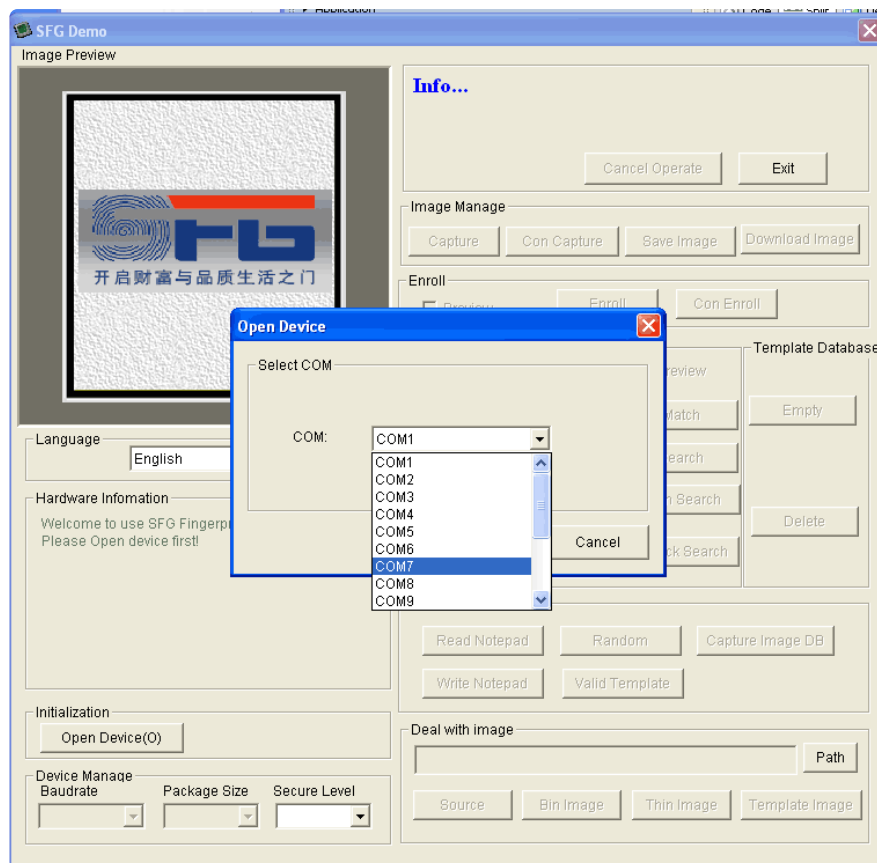 SFG Demo
Image Preview
Info...
Cancel Operate
Exit
SFG
开启财富与品质生活之门
Image Manage
Capture
Con Capture
Save Image
Download Image
Enroll
Preview
Enroll
Con Enroll
Open Device
Select COM
COM:
COM1
COM1
COM2
COM3
COM4
COM5
COM6
COM7
COM8
COM9
Cancel
Template Database
Empty
Delete
Search
Language
English
Hardware Infomation
Welcome to use SFG
Please Open device first!
Read Notepad
Random
Capture Image DB
Write Notepad
Valid Template
Initialization
Open Device(O)
Device Manage
Baudrate
Package Size
Secure Level
Deal with image
Path
Source
Bin Image
Thin Image
Template Image